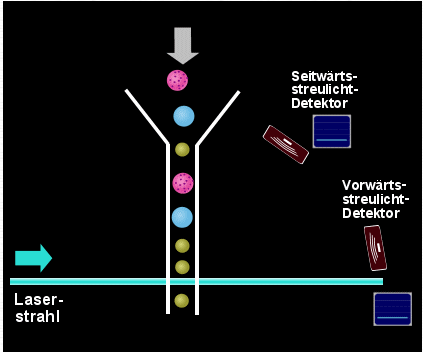 Seitwärts-
streulicht-
Detektor
Vorwärts-
streulicht-
Detektor
Laser-
strahl